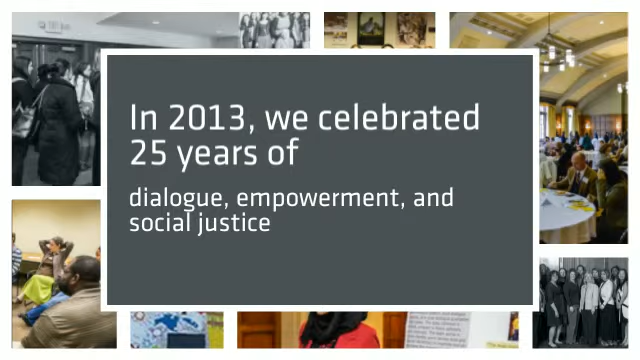 In 2013, we celebrated
25 years of
dialogue, empowerment, and
social justice